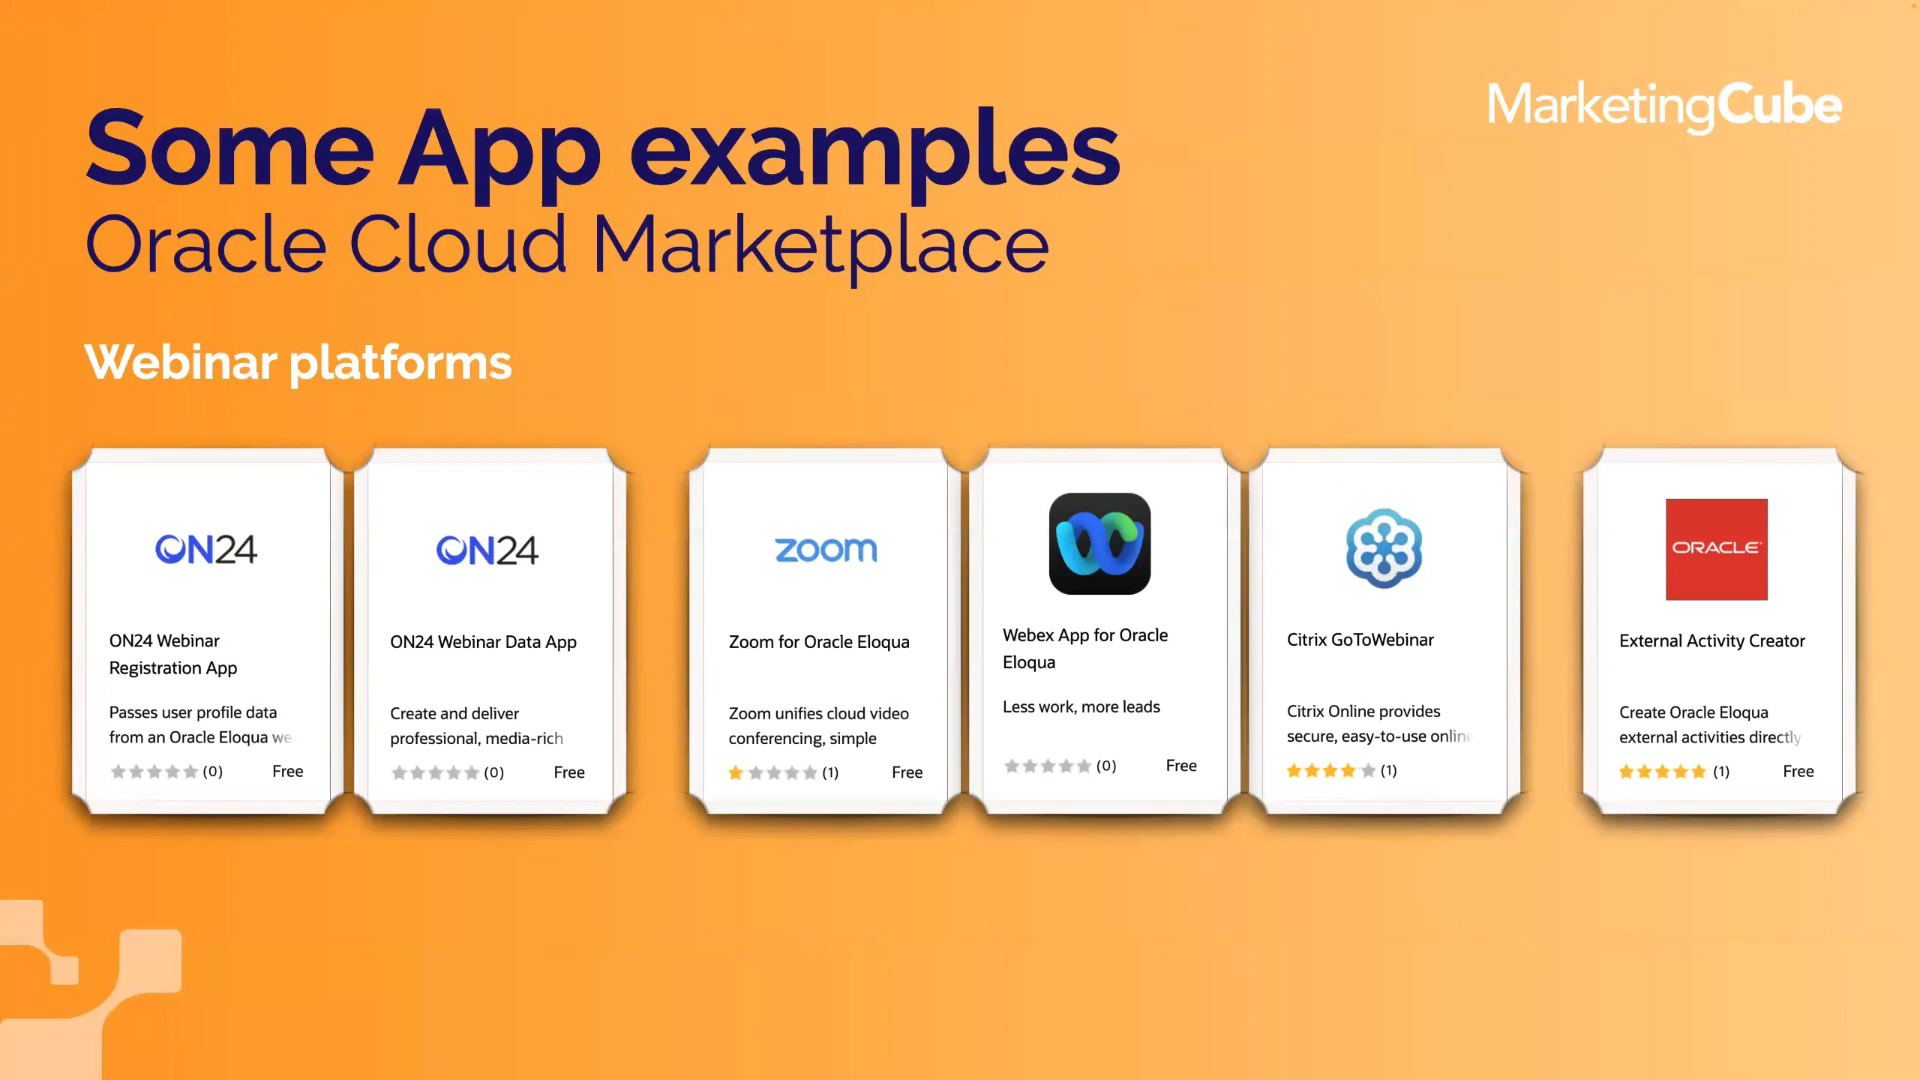 MarketingCube
Some App examples
Oracle Cloud Marketplace
Webinar platforms
ON24
ON24 Webinar
Registration App
Passes user profile data
from an Oracle Eloqua we
(0) Free
ON24
ON24 Webinar Data App
Create and deliver
professional, media-rich
(0) Free
zoom
Zoom for Oracle Eloqua
Zoom unifies cloud video
conferencing, simple
(1) Free
Webex App for Oracle
Eloqua
Less work, more leads
(0) Free
Citrix GoToWebinar
Citrix Online provides
secure, easy-to-use online
(1)
ORACLE
External Activity Creator
Create Oracle Eloqua
external activities directly
(1) Free